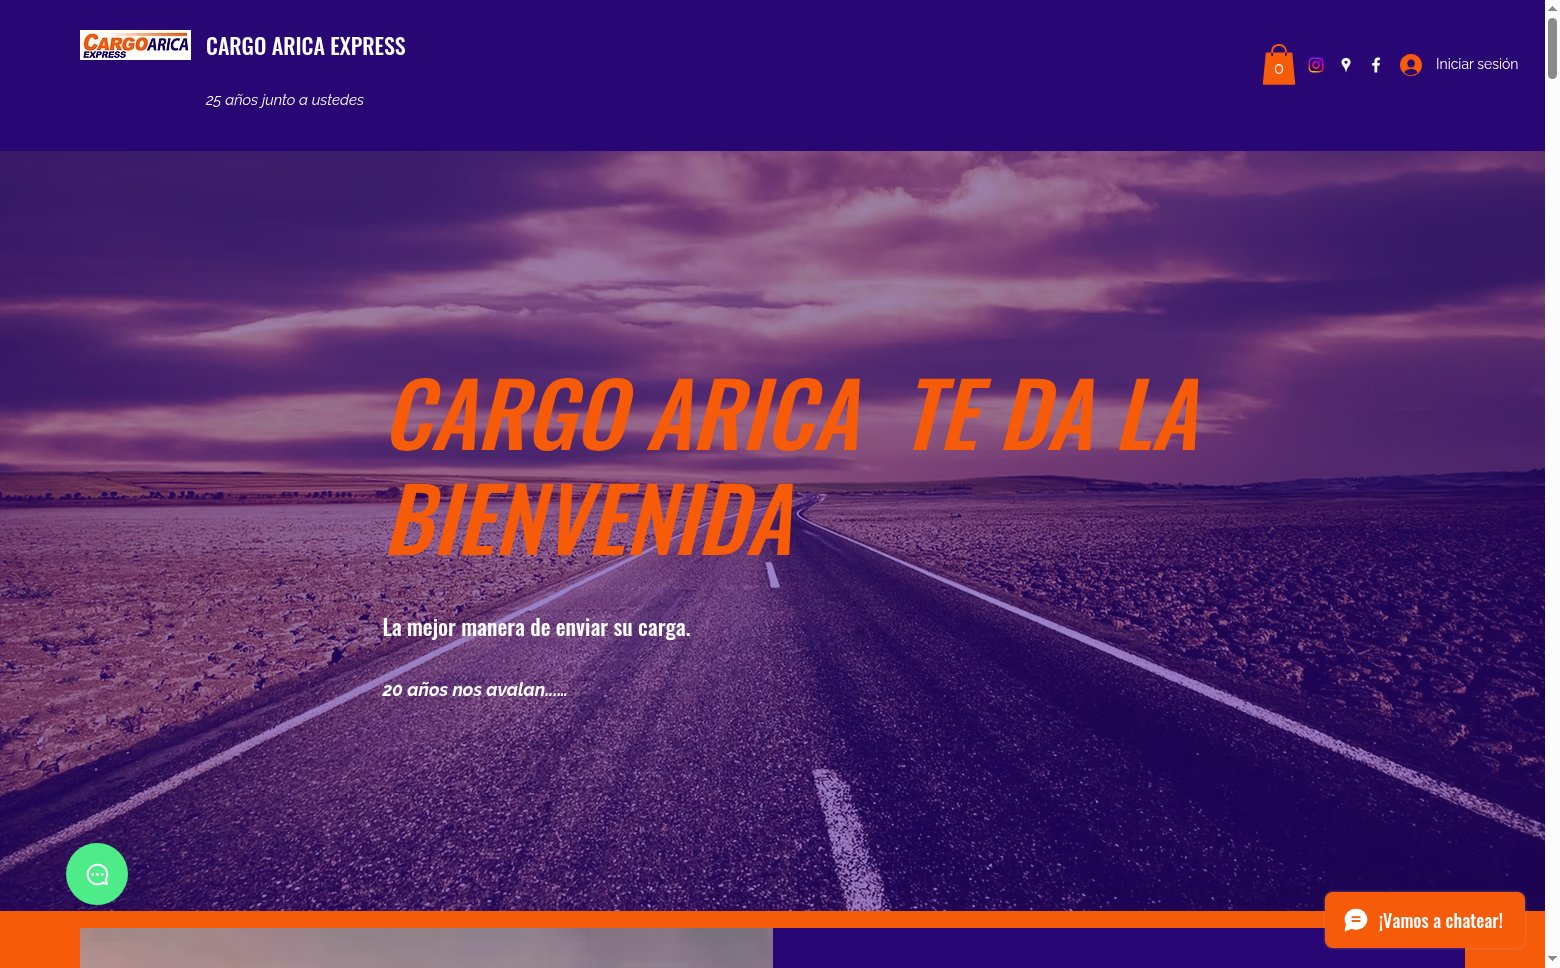 CARGO ARICA
EXPRESS
CARGO ARICA EXPRESS
25 años junto a ustedes
0
Iniciar sesión
CARGO ARICA  TE DA LA
BIENVENIDA
La mejor manera de enviar su carga.
20 años nos avalan......
¡Vamos a chatear!